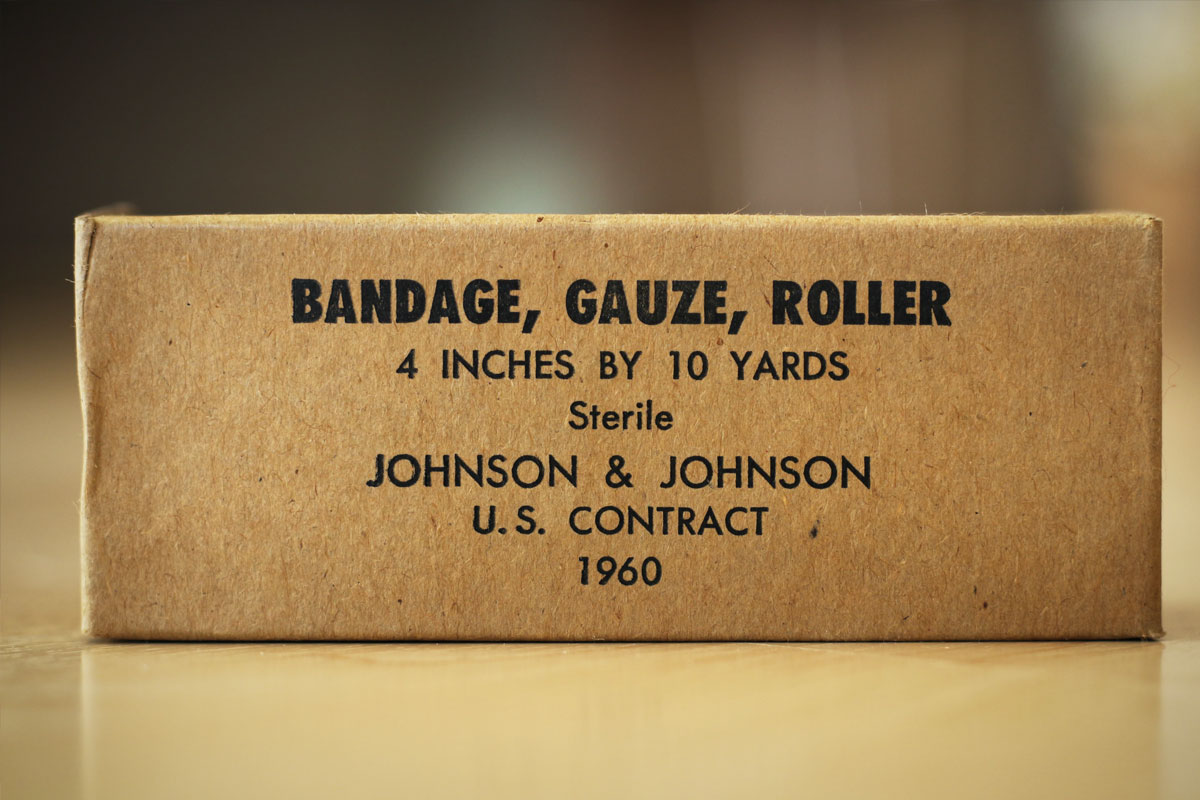 BANDAGE, GAUZE, ROLLER
4 INCHES BY 10 YARDS
Sterile
JOHNSON & JOHNSON
U.S. CONTRACT
1960